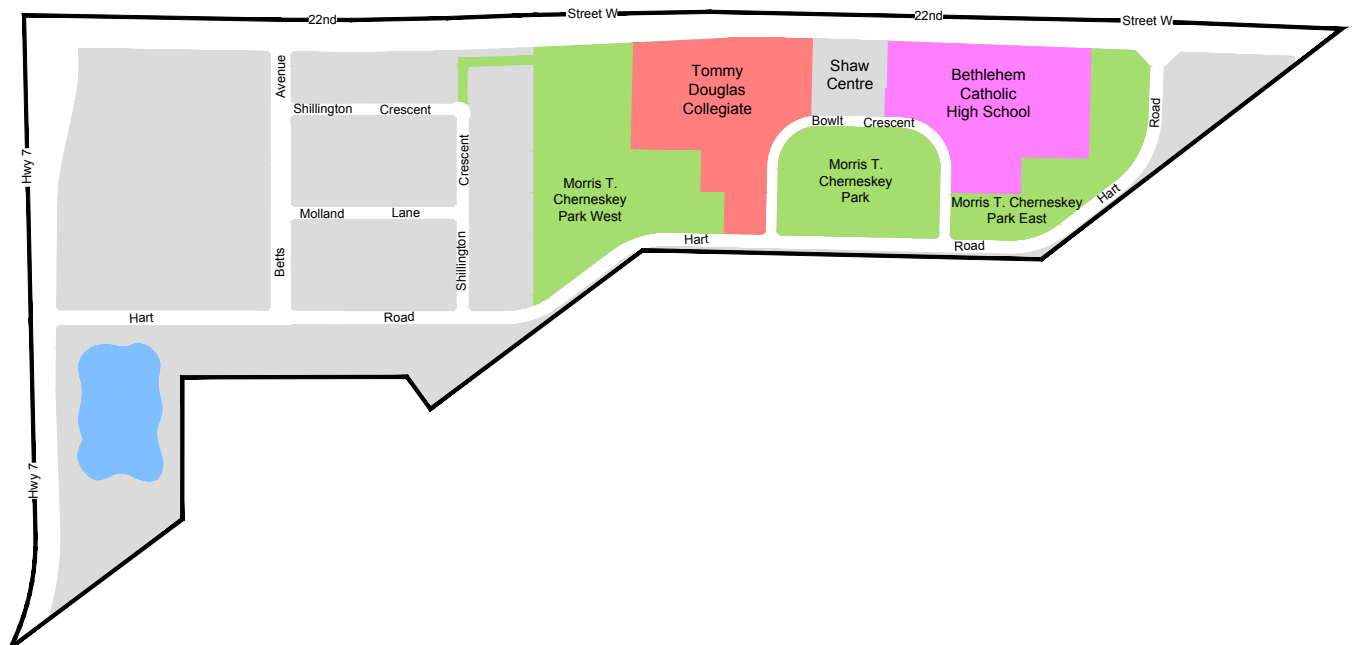 22nd
Street W
22nd
Street W
Hwy 7
Hwy 7
Avenue
Betts
Shillington
Crescent
Crescent
Shillington
Molland
Lane
Hart
Road
Hart
Road
Hart
Road
Morris T.
Cherneskey
Park West
Tommy
Douglas
Collegiate
Shaw
Centre
Bowlt
Crescent
Morris T.
Cherneskey
Park
Bethlehem
Catholic
High School
Morris T. Cherneskey
Park East